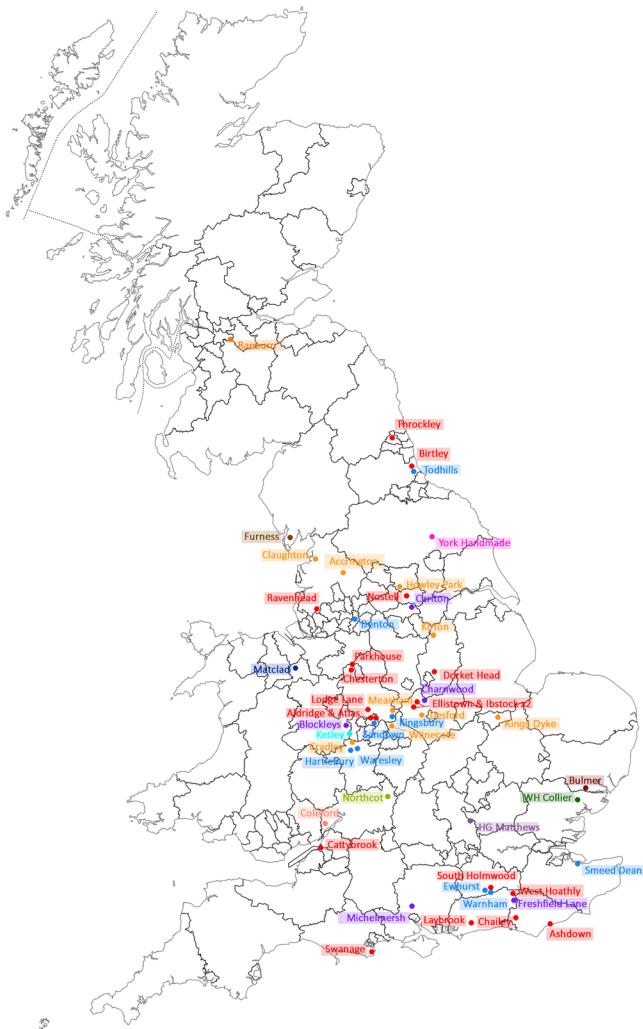 Raeburn
Throckley
Birtley
Todhills
Furness
York Handmade
Claughton
Accrington
Howley Park
Nostell
Carlton
Ravenhead
Denton
Kirton
Parkhouse
Matclad
Chesterton
Dorket Head
Charnwood
Lodge Lane
Measham
Ellistown & Ibstock x2
Aldridge & Atlas
Desford
Kings Dyke
Blockleys
Kingsbury
Ketley
Sandown
Wilnecote
Cradley
Hartlebury
Waresley
Bulmer
Northcot
WH Collier
Coleford
HG Matthews
Cattybrook
Smeed Dean
South Holmwood
Ewhurst
West Hoathly
Warnham
Freshfield Lane
Michelmersh
Laybrook
Chailey
Ashdown
Swanage